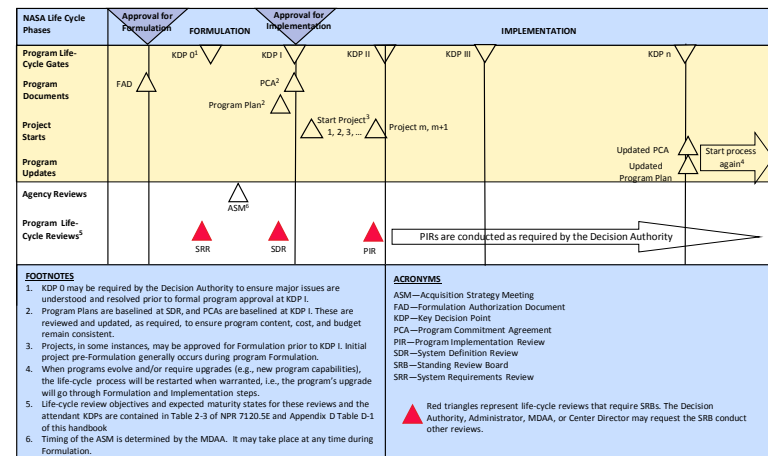 NASA Life Cycle
Phases
Approval for
Formulation
FORMULATION
Approval for
Implementation
IMPLEMENTATION
Program Life-
Cycle Gates
KDP 0¹
KDP I
KDP II
KDP III
KDP n
Program
Documents
FAD
PCA²
Program Plan²
Project
Starts
Start Project³
1, 2, 3, …
Project m, m+1
Program
Updates
Updated PCA
Updated
Program Plan
Start process
again⁴
Agency Reviews
ASM⁶
Program Life-
Cycle Reviews⁵
SRR
SDR
PIR
PIRs are conducted as required by the Decision Authority
FOOTNOTES
1. KDP 0 may be required by the Decision Authority to ensure major issues are
understood and resolved prior to formal program approval at KDP I.
2. Program Plans are baselined at SDR, and PCAs are baselined at KDP I. These are
reviewed and updated, as required, to ensure program content, cost, and budget
remain consistent.
3. Projects, in some instances, may be approved for Formulation prior to KDP I. Initial
project pre-Formulation generally occurs during program Formulation.
4. When programs evolve and/or require upgrades (e.g., new program capabilities),
the life-cycle process will be restarted when warranted, i.e., the program's upgrade
will go through Formulation and Implementation steps.
5. Life-cycle review objectives and expected maturity states for these reviews and the
attendant KDPs are contained in Table 2-3 of NPR 7120.5E and Appendix D Table D-1
of this handbook
6. Timing of the ASM is determined by the MDAA. It may take place at any time during
Formulation.
ACRONYMS
ASM—Acquisition Strategy Meeting
FAD—Formulation Authorization Document
KDP—Key Decision Point
PCA—Program Commitment Agreement
PIR—Program Implementation Review
SDR—System Definition Review
SRB—Standing Review Board
SRR—System Requirements Review
Red triangles represent life-cycle reviews that require SRBs. The Decision
Authority, Administrator, MDAA, or Center Director may request the SRB conduct
other reviews.